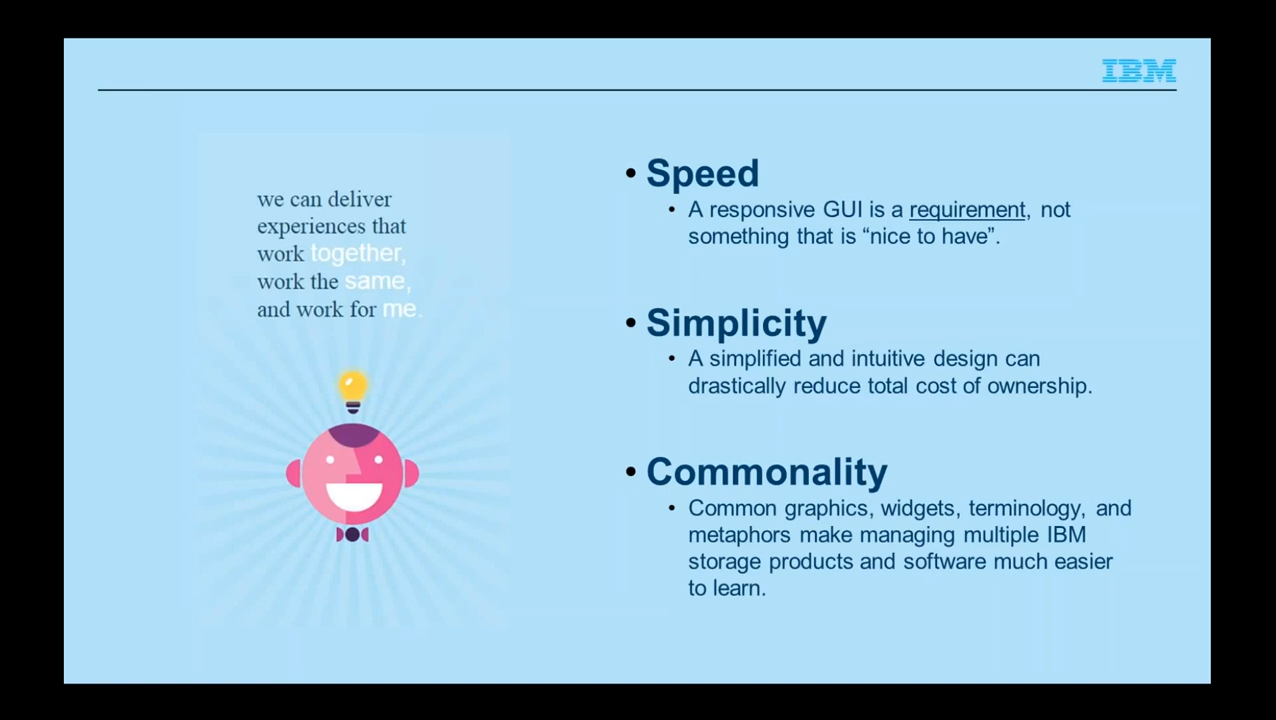 IBM
we can deliver
experiences that
work together,
work the same,
and work for me.
• Speed
• A responsive GUI is a requirement, not
something that is “nice to have”.
• Simplicity
• A simplified and intuitive design can
drastically reduce total cost of ownership.
• Commonality
• Common graphics, widgets, terminology, and
metaphors make managing multiple IBM
storage products and software much easier
to learn.